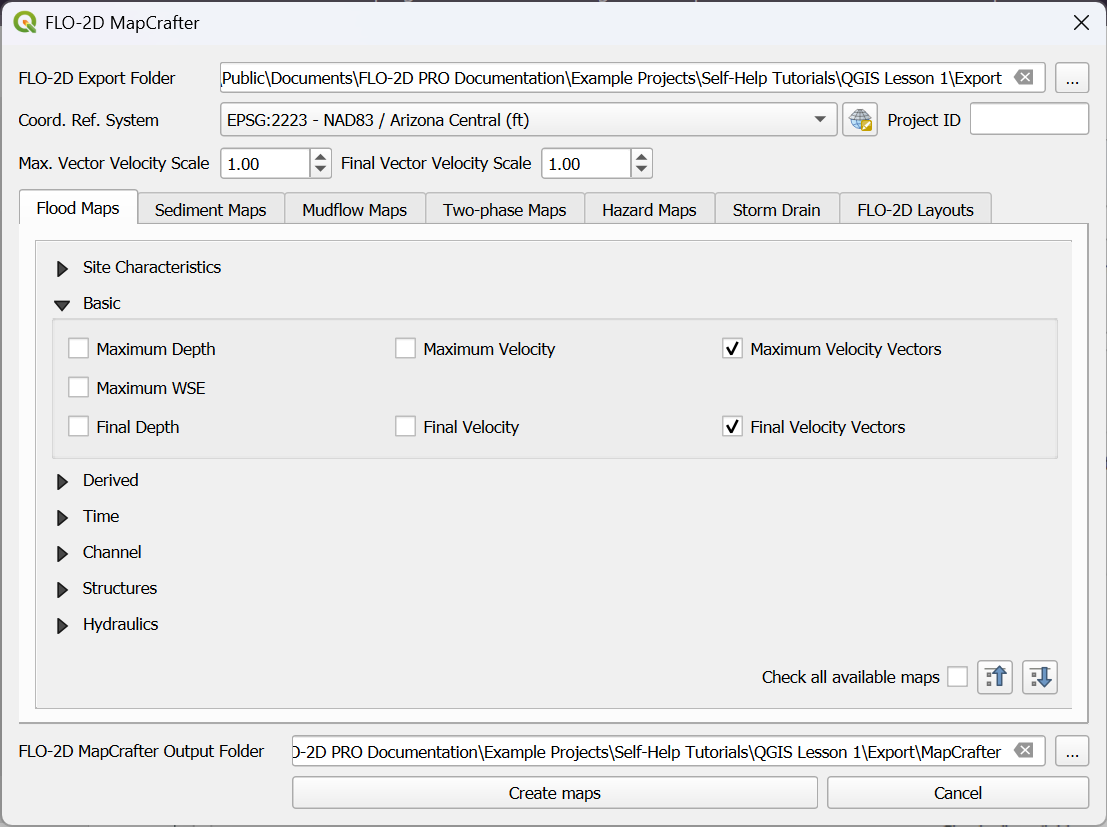 FLO-2D MapCrafter
FLO-2D Export Folder \Public\Documents\FLO-2D PRO Documentation\Example Projects\Self-Help Tutorials\QGIS Lesson 1\Export ...
Coord. Ref. System EPSG:2223 - NAD83 / Arizona Central (ft) Project ID
Max. Vector Velocity Scale 1.00 Final Vector Velocity Scale 1.00
Flood Maps Sediment Maps Mudflow Maps Two-phase Maps Hazard Maps Storm Drain FLO-2D Layouts
Site Characteristics
Basic
Maximum Depth Maximum Velocity Maximum Velocity Vectors
Maximum WSE
Final Depth Final Velocity Final Velocity Vectors
Derived
Time
Channel
Structures
Hydraulics
Check all available maps
FLO-2D MapCrafter Output Folder O-2D PRO Documentation\Example Projects\Self-Help Tutorials\QGIS Lesson 1\Export\MapCrafter ...
Create maps Cancel